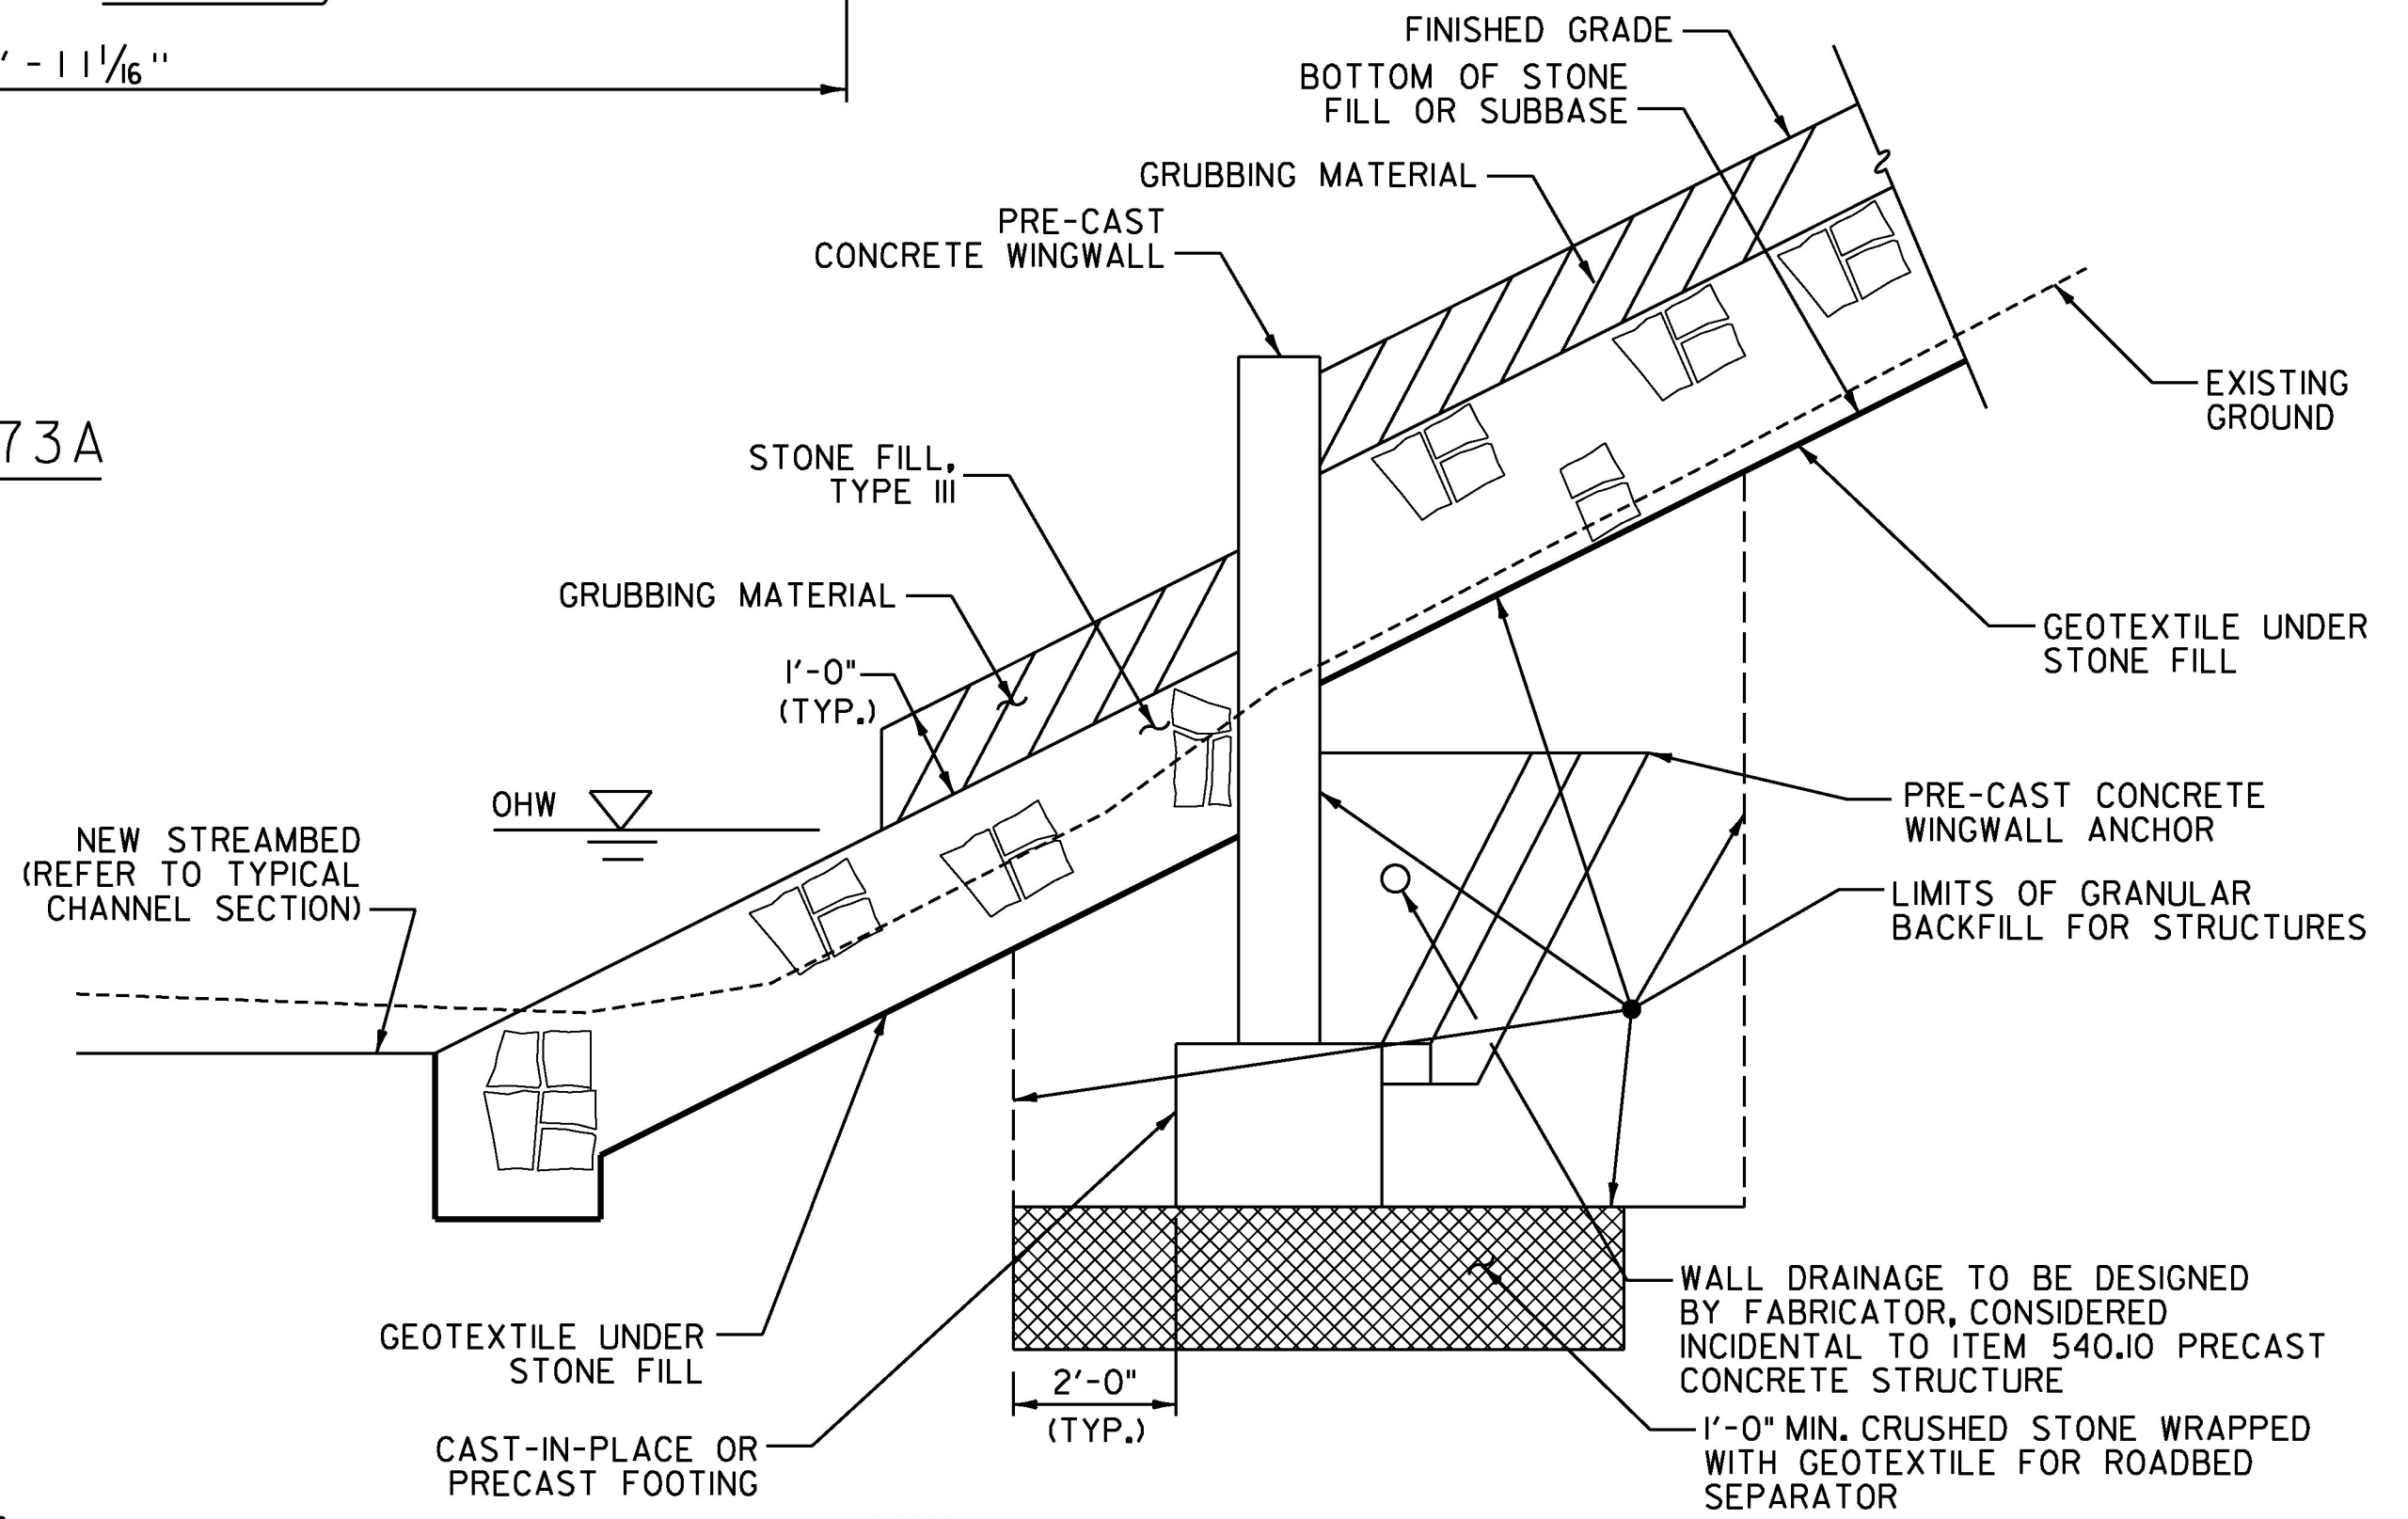 ' - 11 1/16"
73A
FINISHED GRADE
BOTTOM OF STONE
FILL OR SUBBASE
GRUBBING MATERIAL
PRE-CAST
CONCRETE WINGWALL
EXISTING
GROUND
STONE FILL,
TYPE III
GRUBBING MATERIAL
1'-0"
(TYP.)
GEOTEXTILE UNDER
STONE FILL
OHW
NEW STREAMBED
(REFER TO TYPICAL
CHANNEL SECTION)
PRE-CAST CONCRETE
WINGWALL ANCHOR
LIMITS OF GRANULAR
BACKFILL FOR STRUCTURES
GEOTEXTILE UNDER
STONE FILL
CAST-IN-PLACE OR
PRECAST FOOTING
2'-0"
(TYP.)
WALL DRAINAGE TO BE DESIGNED
BY FABRICATOR, CONSIDERED
INCIDENTAL TO ITEM 540.10 PRECAST
CONCRETE STRUCTURE
1'-0" MIN. CRUSHED STONE WRAPPED
WITH GEOTEXTILE FOR ROADBED
SEPARATOR